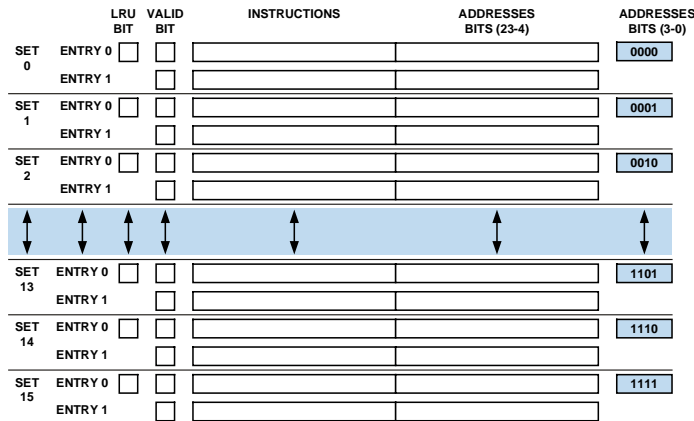 LRU VALID INSTRUCTIONS ADDRESSES ADDRESSES
BIT BIT BITS (23-4) BITS (3-0)
SET ENTRY 0 0000
0
ENTRY 1
SET ENTRY 0 0001
1
ENTRY 1
SET ENTRY 0 0010
2
ENTRY 1
SET ENTRY 0 1101
13
ENTRY 1
SET ENTRY 0 1110
14
ENTRY 1
SET ENTRY 0 1111
15
ENTRY 1